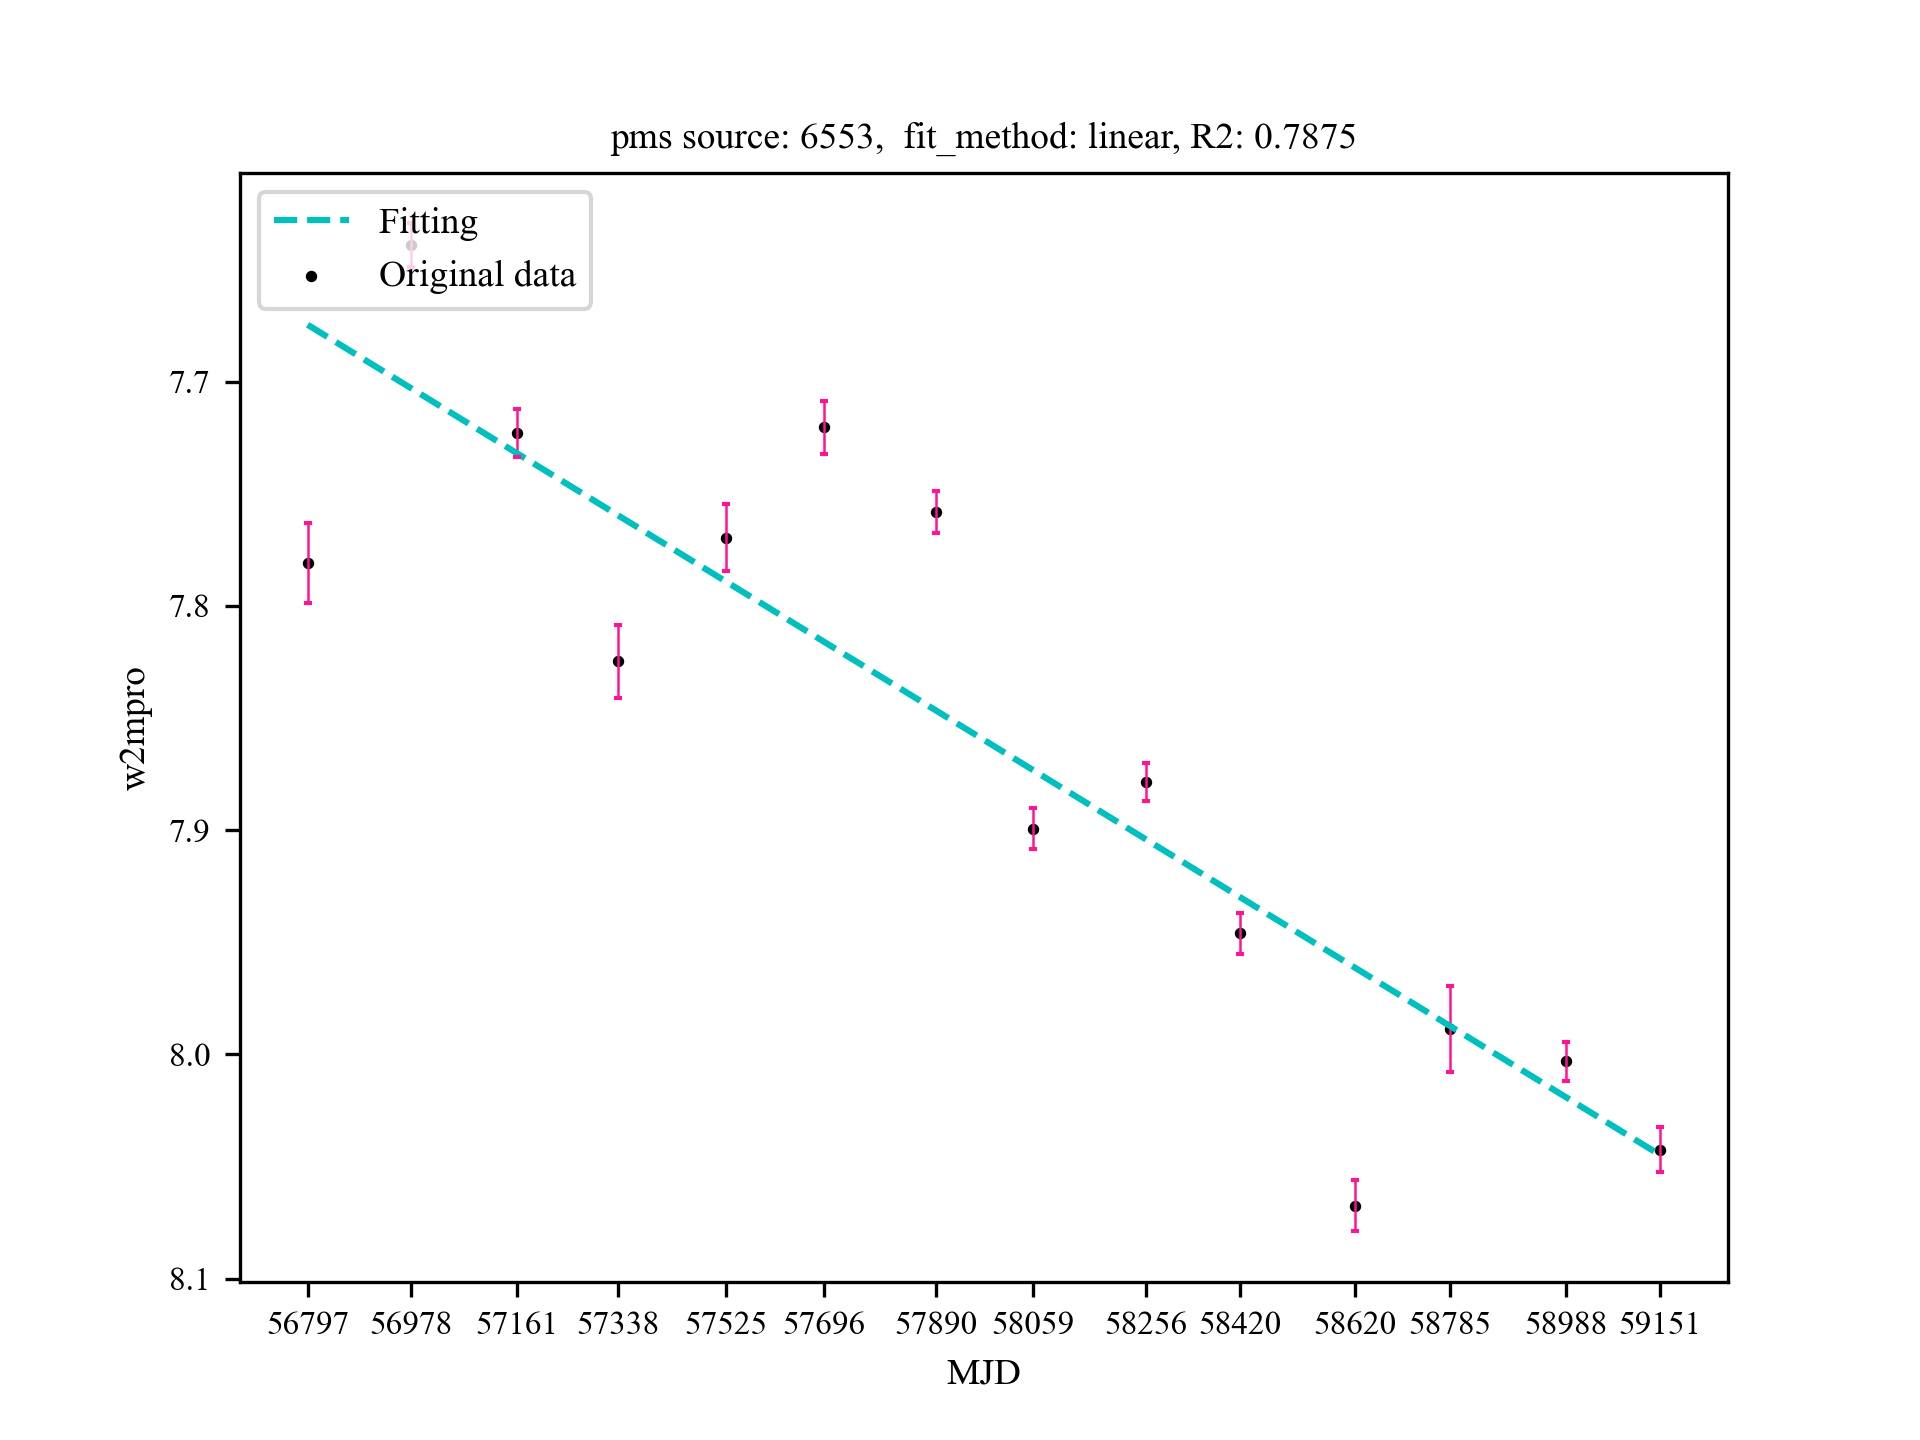 pms source: 6553,  fit_method: linear, R2: 0.7875
Fitting
Original data
7.7
7.8
7.9
8.0
8.1
w2mpro
56797 56978 57161 57338 57525 57696 57890 58059 58256 58420 58620 58785 58988 59151
MJD